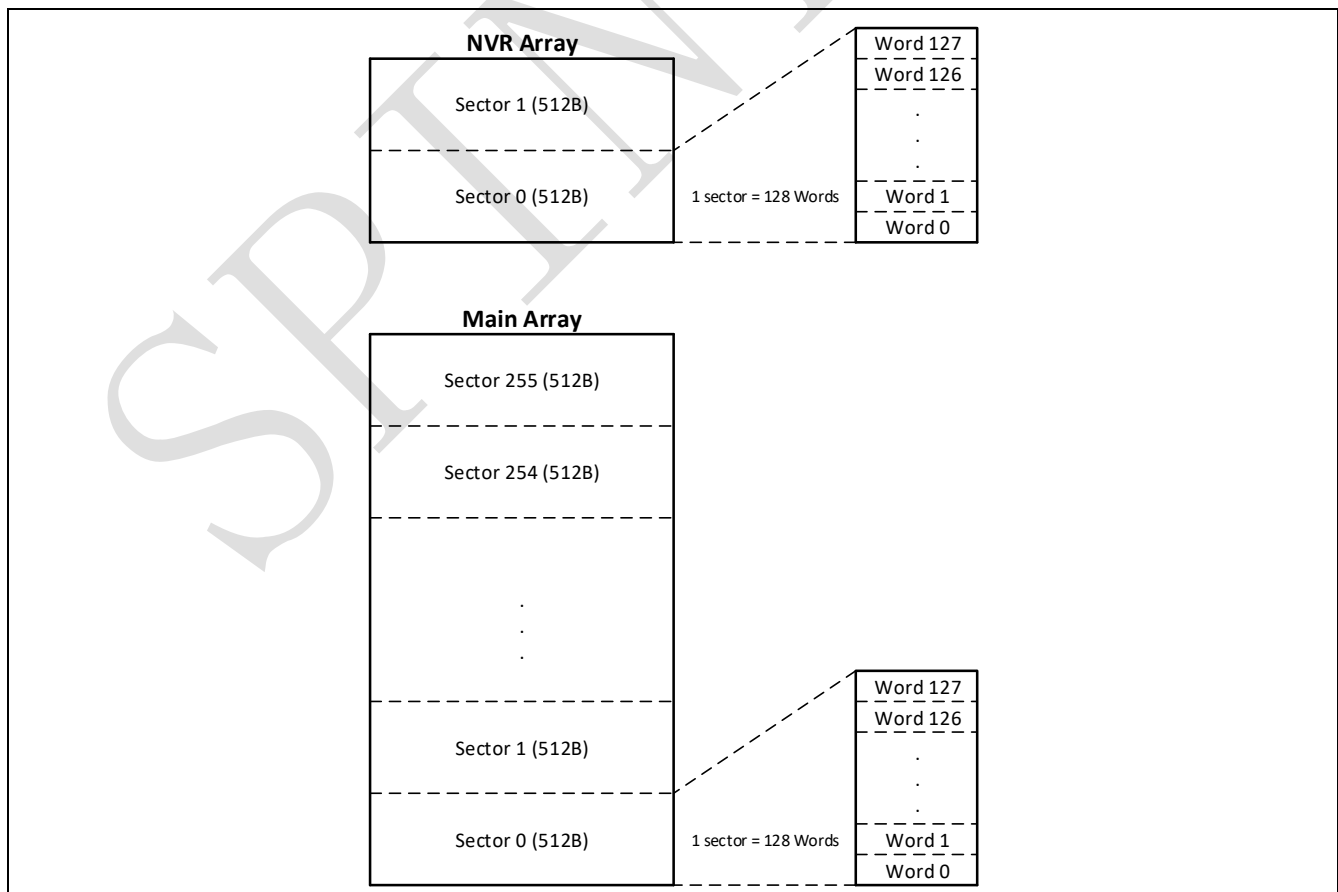 NVR Array
Sector 1 (512B)
Sector 0 (512B)
1 sector = 128 Words
Word 127
Word 126
.
.
.
Word 1
Word 0
Main Array
Sector 255 (512B)
Sector 254 (512B)
.
.
.
Sector 1 (512B)
Sector 0 (512B)
1 sector = 128 Words
Word 127
Word 126
.
.
.
Word 1
Word 0
SPIN